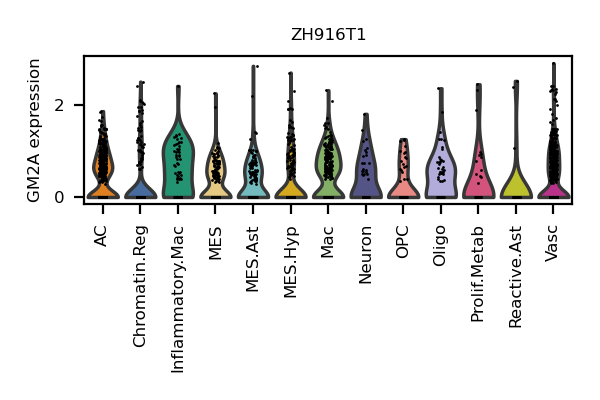 ZH916T1
GM2A expression
2
0
AC
Chromatin.Reg
Inflammatory.Mac
MES
MES.Ast
MES.Hyp
Mac
Neuron
OPC
Oligo
Prolif.Metab
Reactive.Ast
Vasc